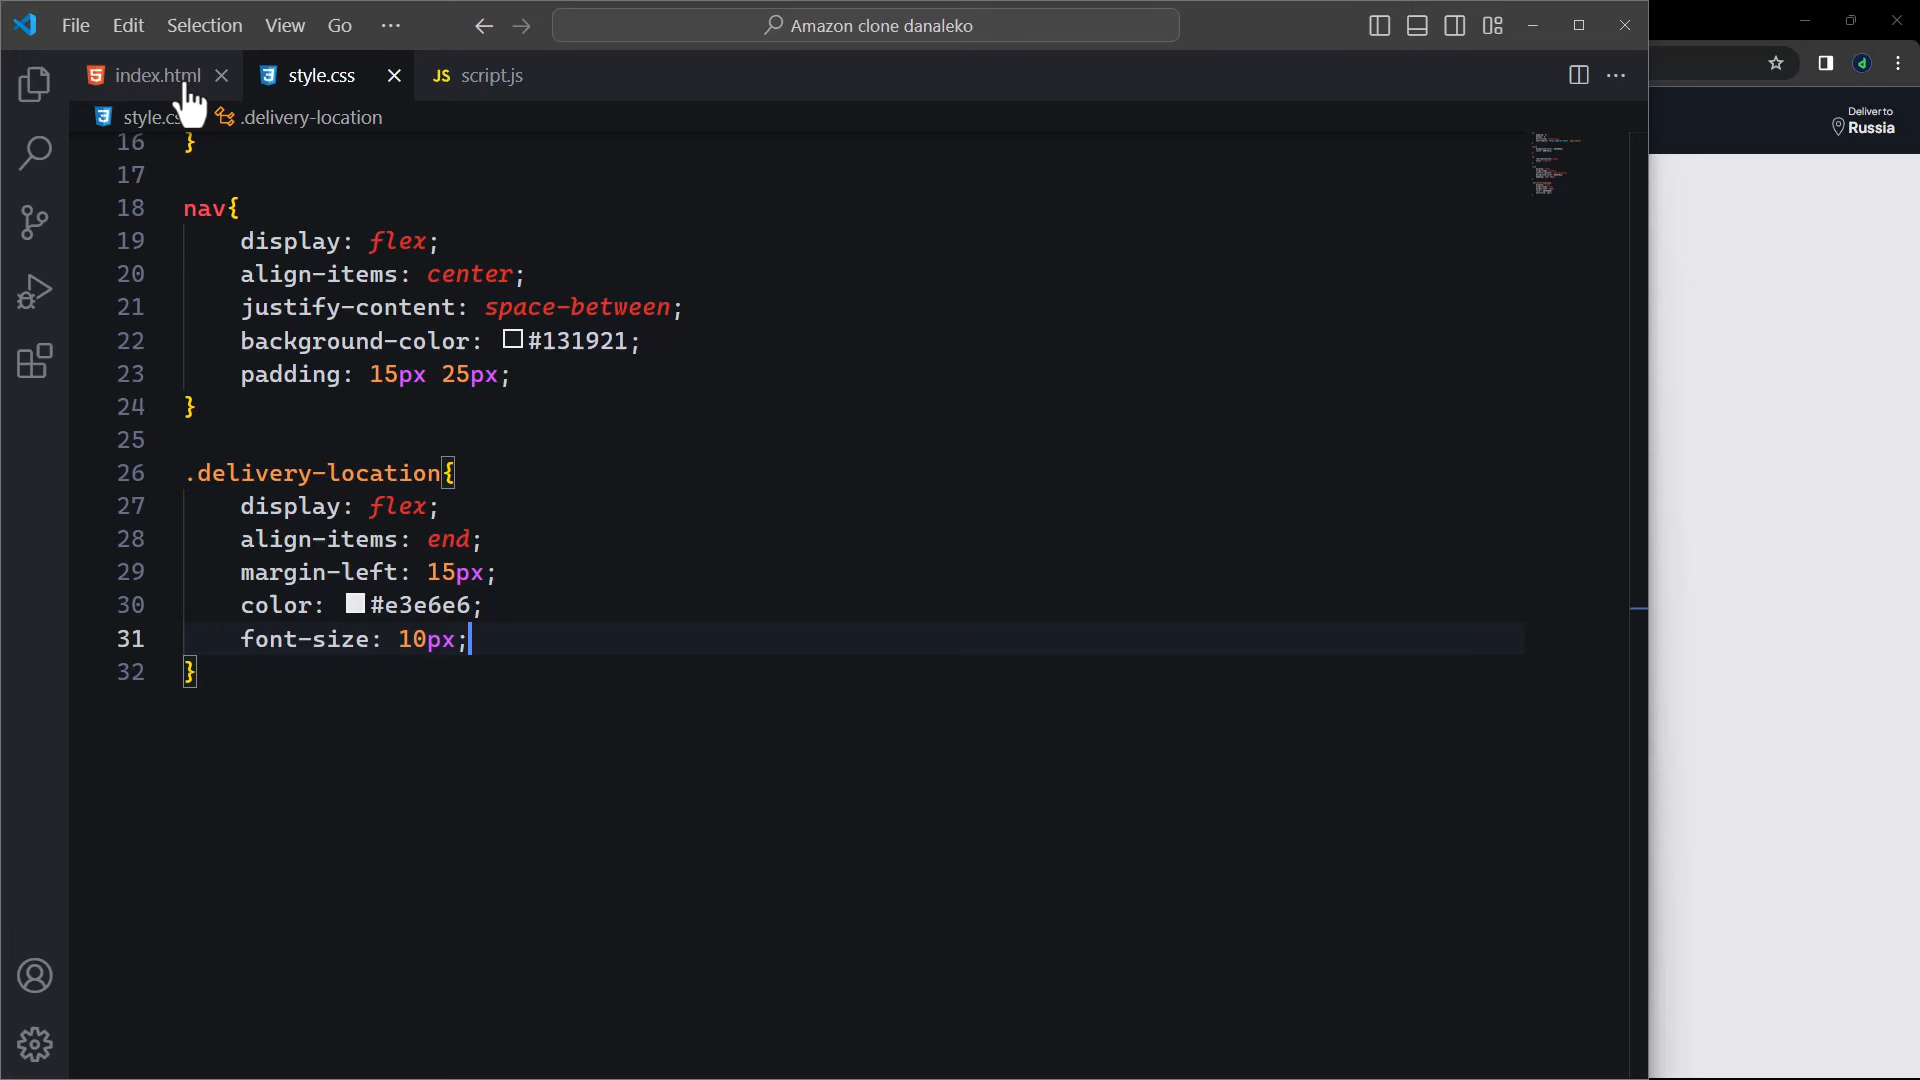 File Edit Selection View Go ··· Amazon clone danaleko
index.html style.css JS script.js
.delivery-location
16 }
17
18 nav{
19 display: flex;
20 align-items: center;
21 justify-content: space-between;
22 background-color: #131921;
23 padding: 15px 25px;
24 }
25
26 .delivery-location{
27 display: flex;
28 align-items: end;
29 margin-left: 15px;
30 color: #e3e6e6;
31 font-size: 10px;
32 }
d
Deliver to
Russia